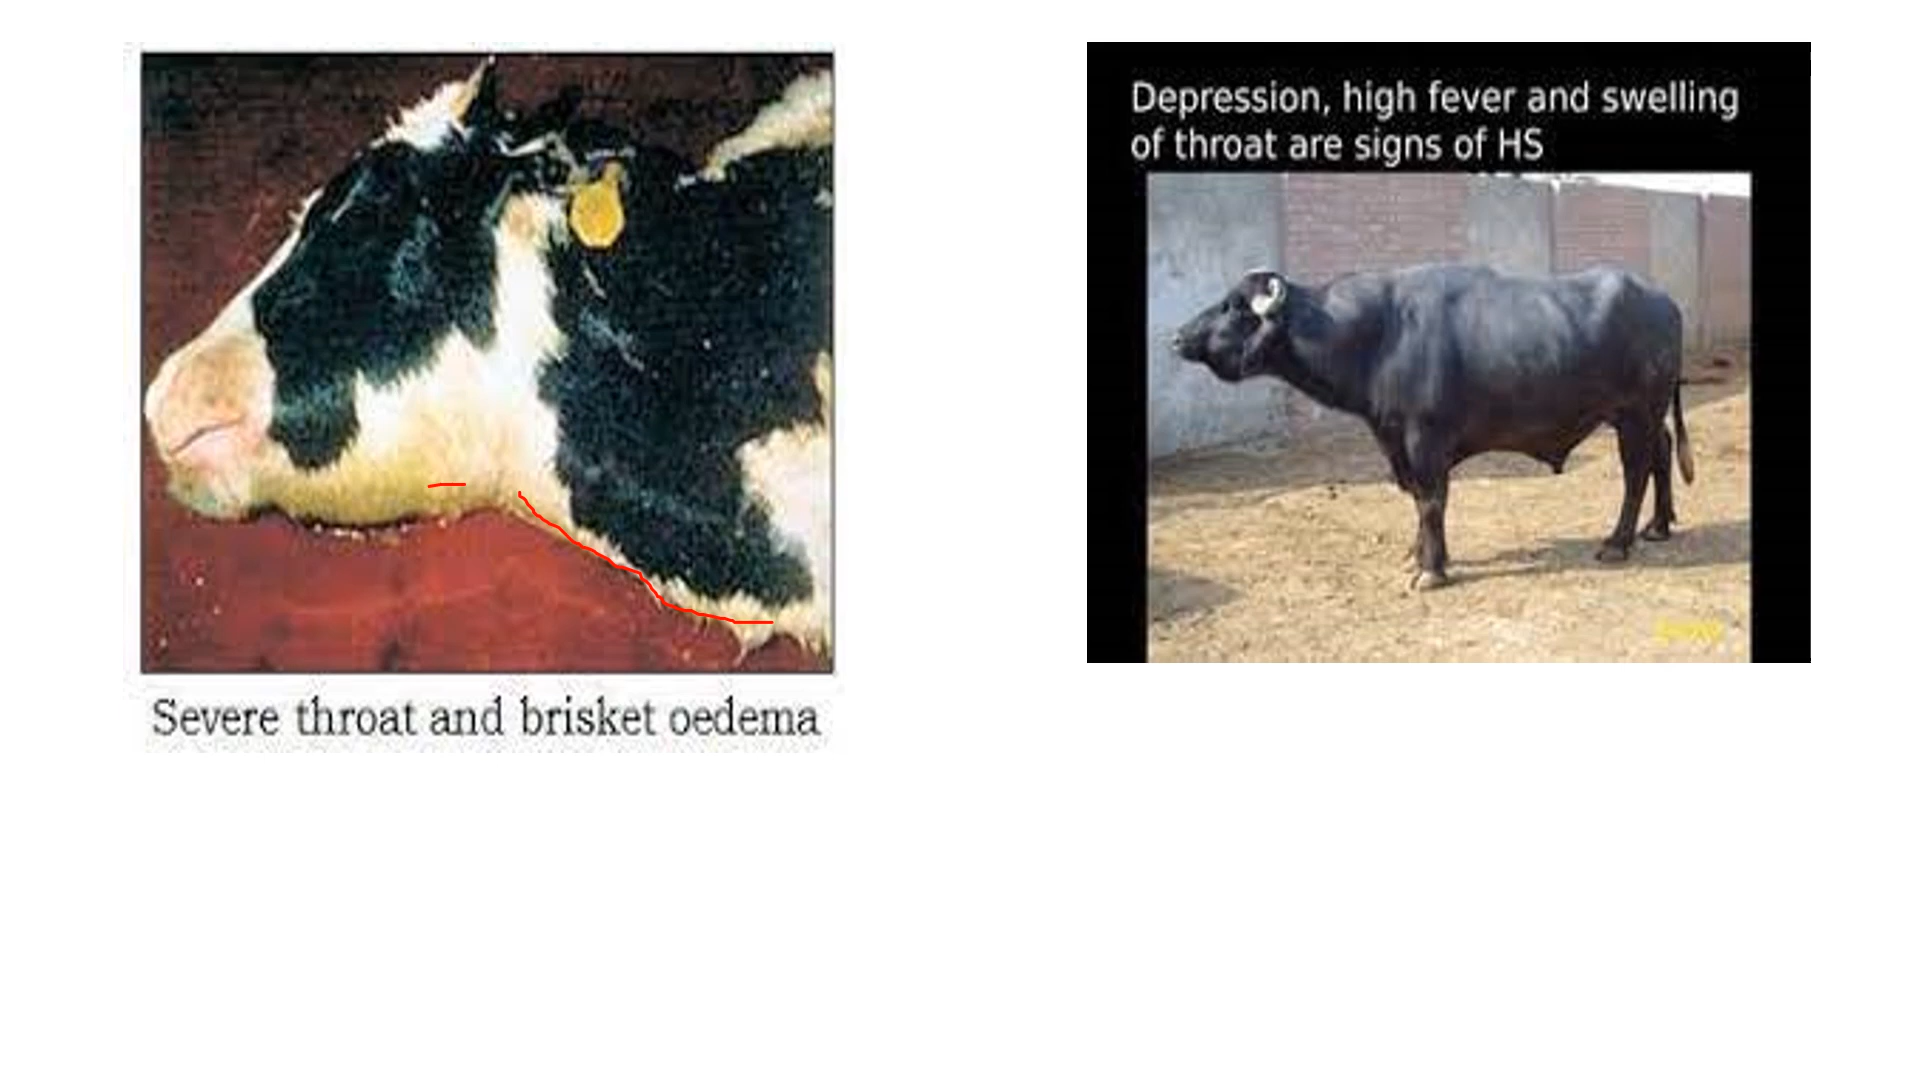 Depression, high fever and swelling
of throat are signs of HS
Severe throat and brisket oedema